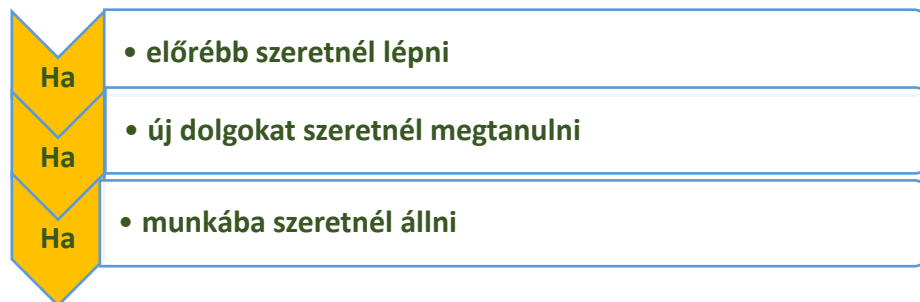 Ha
• előrébb szeretnél lépni
Ha
• új dolgokat szeretnél megtanulni
Ha
• munkába szeretnél állni